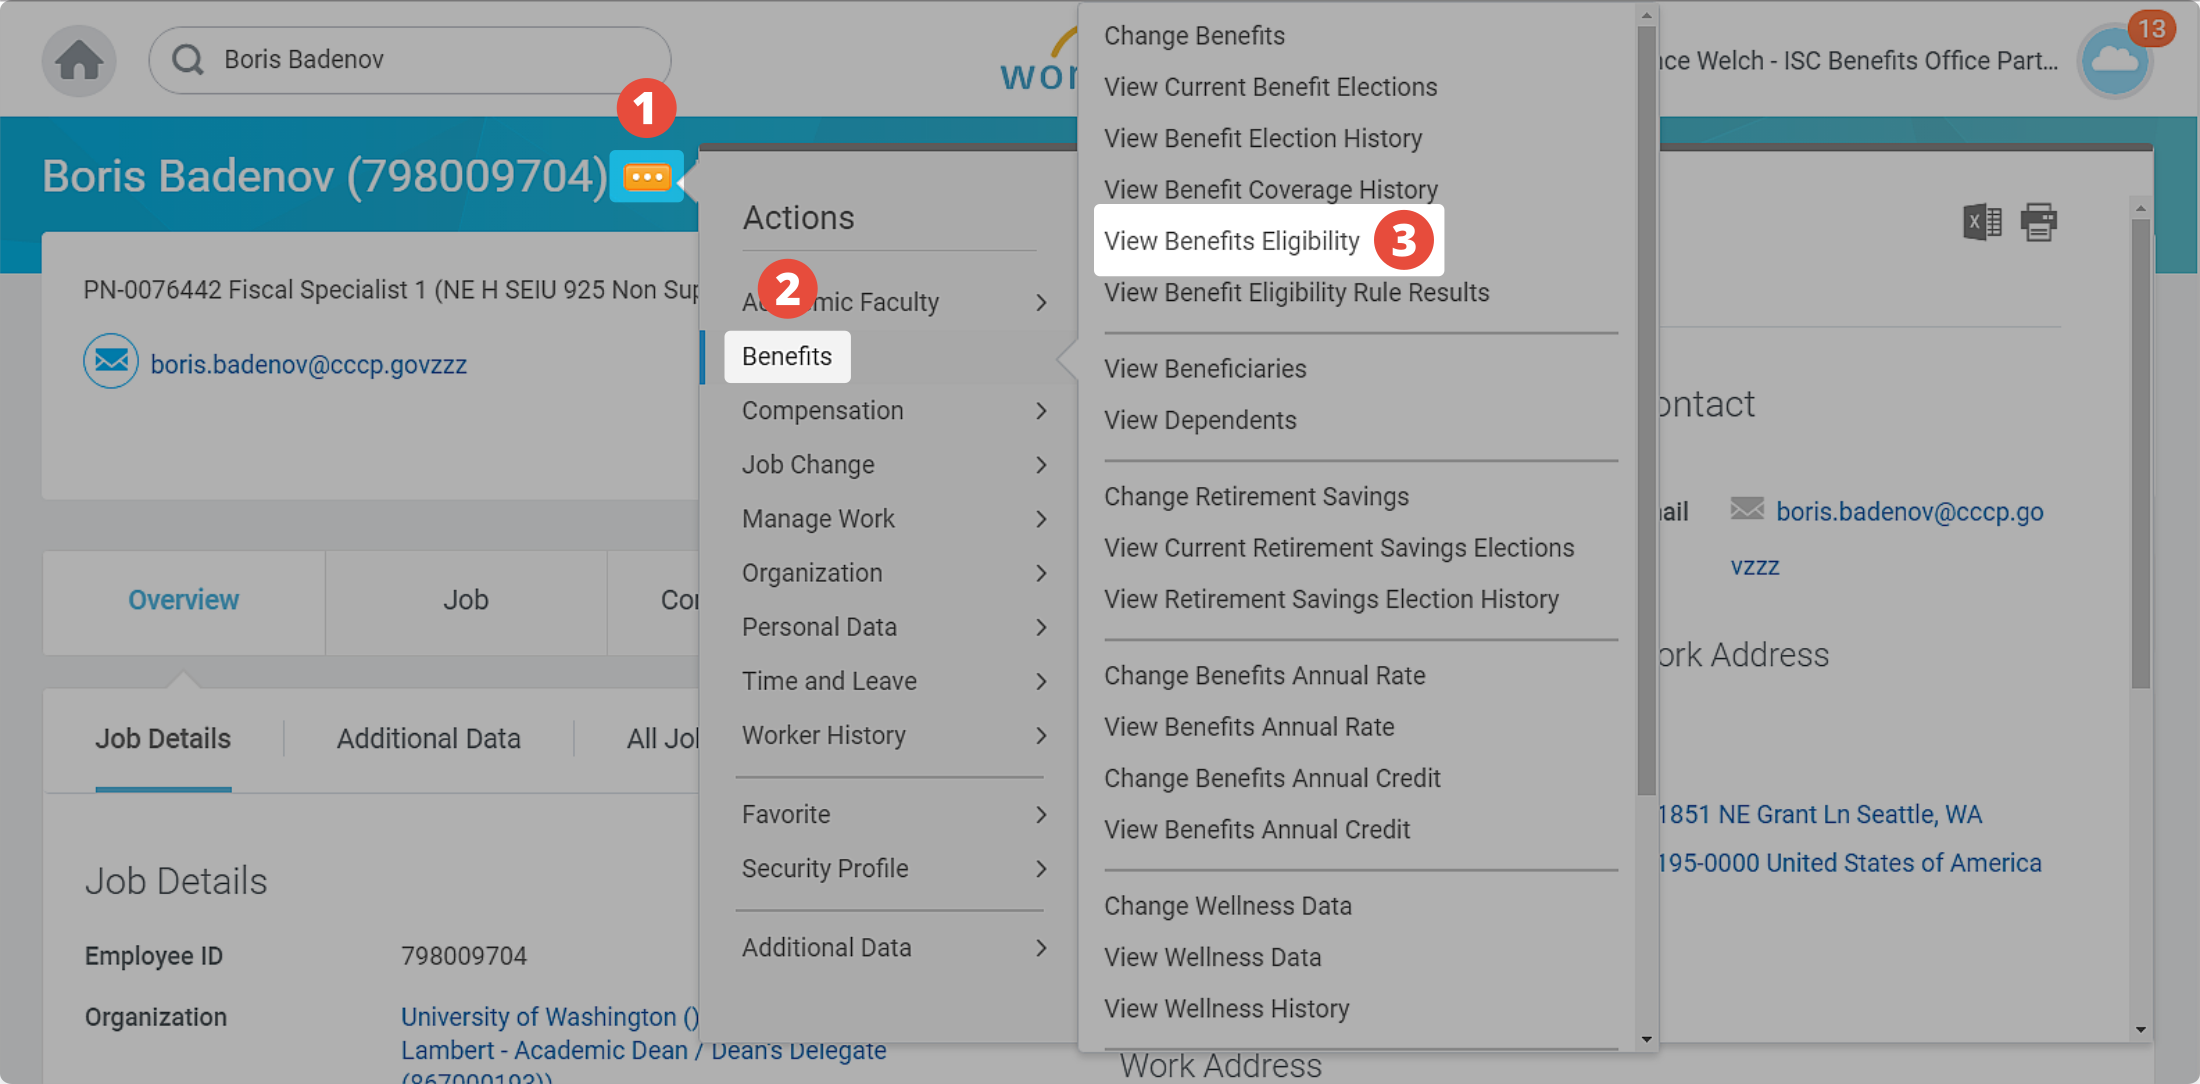 Boris Badenov
wor
ce Welch - ISC Benefits Office Part...
13
1
Boris Badenov (798009704)
PN-0076442 Fiscal Specialist 1 (NE H SEIU 925 Non Sup
boris.badenov@cccp.govzzz
Overview
Job
Cor
Job Details
Additional Data
All Jol
Job Details
Employee ID
798009704
Organization
University of Washington ()
Lambert - Academic Dean / Dean's Delegate
(867000193))
Actions
2
Faculty
Benefits
Compensation
Job Change
Manage Work
Organization
Personal Data
Time and Leave
Worker History
Favorite
Security Profile
Additional Data
Change Benefits
View Current Benefit Elections
View Benefit Election History
View Benefit Coverage History
View Benefits Eligibility
3
View Benefit Eligibility Rule Results
View Beneficiaries
View Dependents
Change Retirement Savings
View Current Retirement Savings Elections
View Retirement Savings Election History
Change Benefits Annual Rate
View Benefits Annual Rate
Change Benefits Annual Credit
View Benefits Annual Credit
Change Wellness Data
View Wellness Data
View Wellness History
Work Address
ontact
ail
boris.badenov@cccp.go
vzzz
ork Address
1851 NE Grant Ln Seattle, WA
195-0000 United States of America